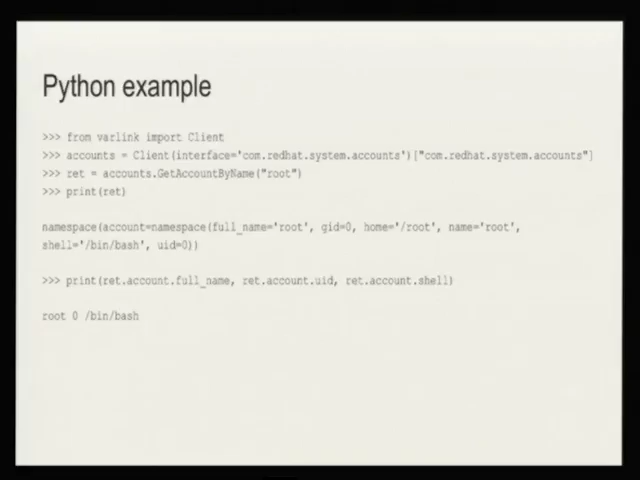 Python example
>>> from varlink import Client
>>> accounts = Client(interface='com.redhat.system.accounts')["com.redhat.system.accounts"]
>>> ret = accounts.GetAccountByName("root")
>>> print(ret)
namespace(account=namespace(full_name='root', gid=0, home='/root', name='root',
shell='/bin/bash', uid=0))
>>> print(ret.account.full_name, ret.account.uid, ret.account.shell)
root 0 /bin/bash